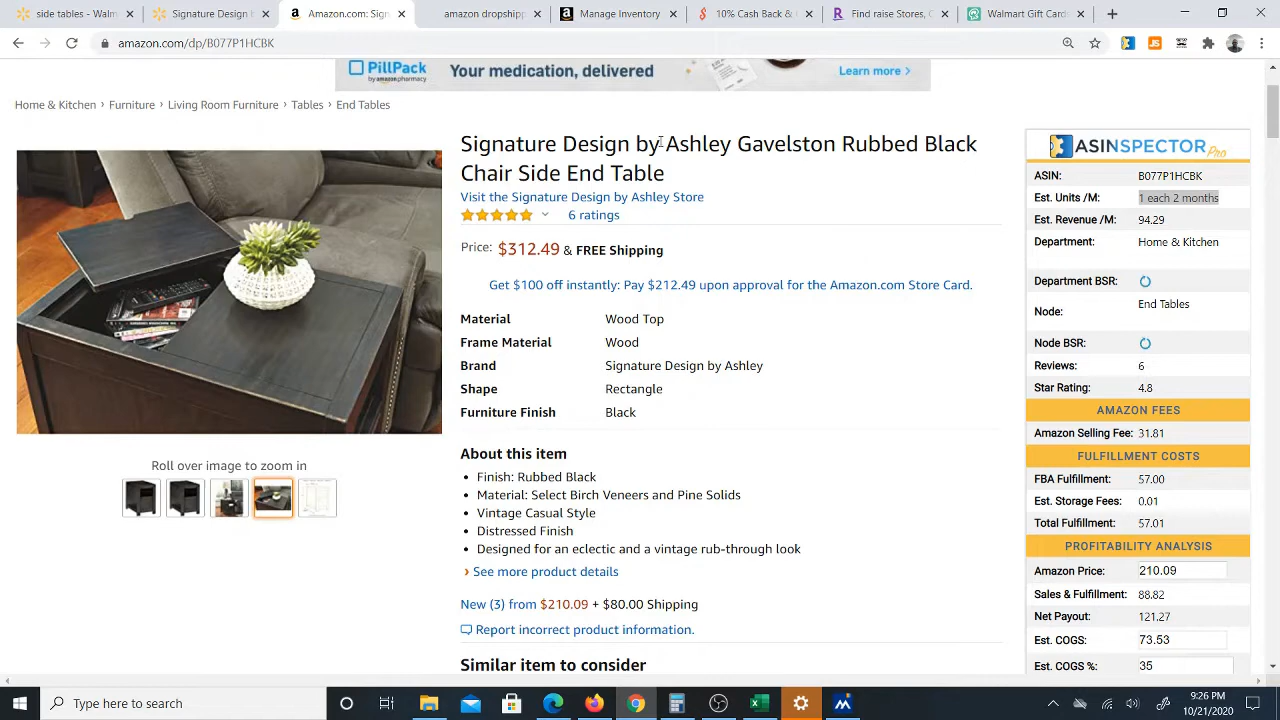 side tables - Walm
Signature Design b
Amazon.com: Sign
amazon dropship
Manage Inventory
10% Cash Back &
Find raise Stores, C
Walmart Gift Card
amazon.com/dp/B077P1HCBK
PillPack
by amazon pharmacy
Your medication, delivered
Learn more >
Home & Kitchen › Furniture › Living Room Furniture › Tables › End Tables
Signature Design by Ashley Gavelston Rubbed Black
Chair Side End Table
Visit the Signature Design by Ashley Store
6 ratings
Price: $312.49 & FREE Shipping
Get $100 off instantly: Pay $212.49 upon approval for the Amazon.com Store Card.
Material Wood Top
Frame Material Wood
Brand Signature Design by Ashley
Shape Rectangle
Furniture Finish Black
About this item
• Finish: Rubbed Black
• Material: Select Birch Veneers and Pine Solids
• Vintage Casual Style
• Distressed Finish
• Designed for an eclectic and a vintage rub-through look
› See more product details
New (3) from $210.09 + $80.00 Shipping
Report incorrect product information.
Similar item to consider
Roll over image to zoom in
ASINSPECTOR Pro
ASIN: B077P1HCBK
Est. Units /M: 1 each 2 months
Est. Revenue /M: 94.29
Department: Home & Kitchen
Department BSR:
Node: End Tables
Node BSR:
Reviews: 6
Star Rating: 4.8
AMAZON FEES
Amazon Selling Fee: 31.81
FULFILLMENT COSTS
FBA Fulfillment: 57.00
Est. Storage Fees: 0.01
Total Fulfillment: 57.01
PROFITABILITY ANALYSIS
Amazon Price: 210.09
Sales & Fulfillment: 88.82
Net Payout: 121.27
Est. COGS: 73.53
Est. COGS %: 35
Type here to search
9:26 PM
10/21/2020